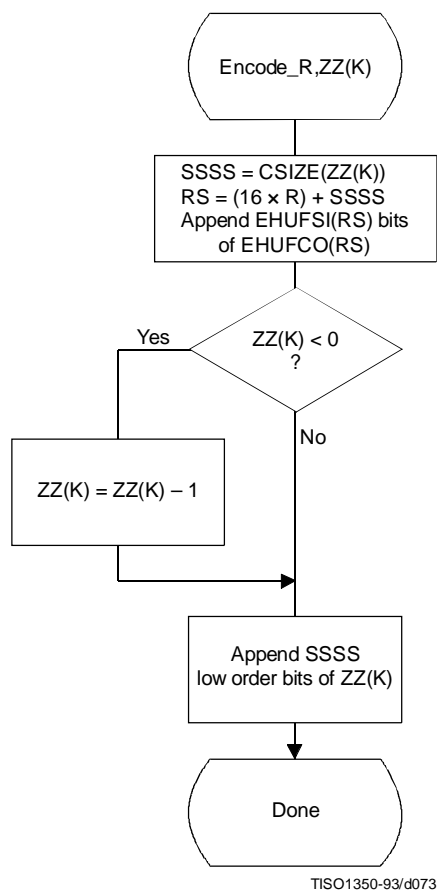 Encode_R,ZZ(K)
SSSS = CSIZE(ZZ(K))
RS = (16 × R) + SSSS
Append EHUFSI(RS) bits
of EHUFCO(RS)
ZZ(K) < 0
?
Yes
No
ZZ(K) = ZZ(K) – 1
Append SSSS
low order bits of ZZ(K)
Done
TISO1350-93/d073